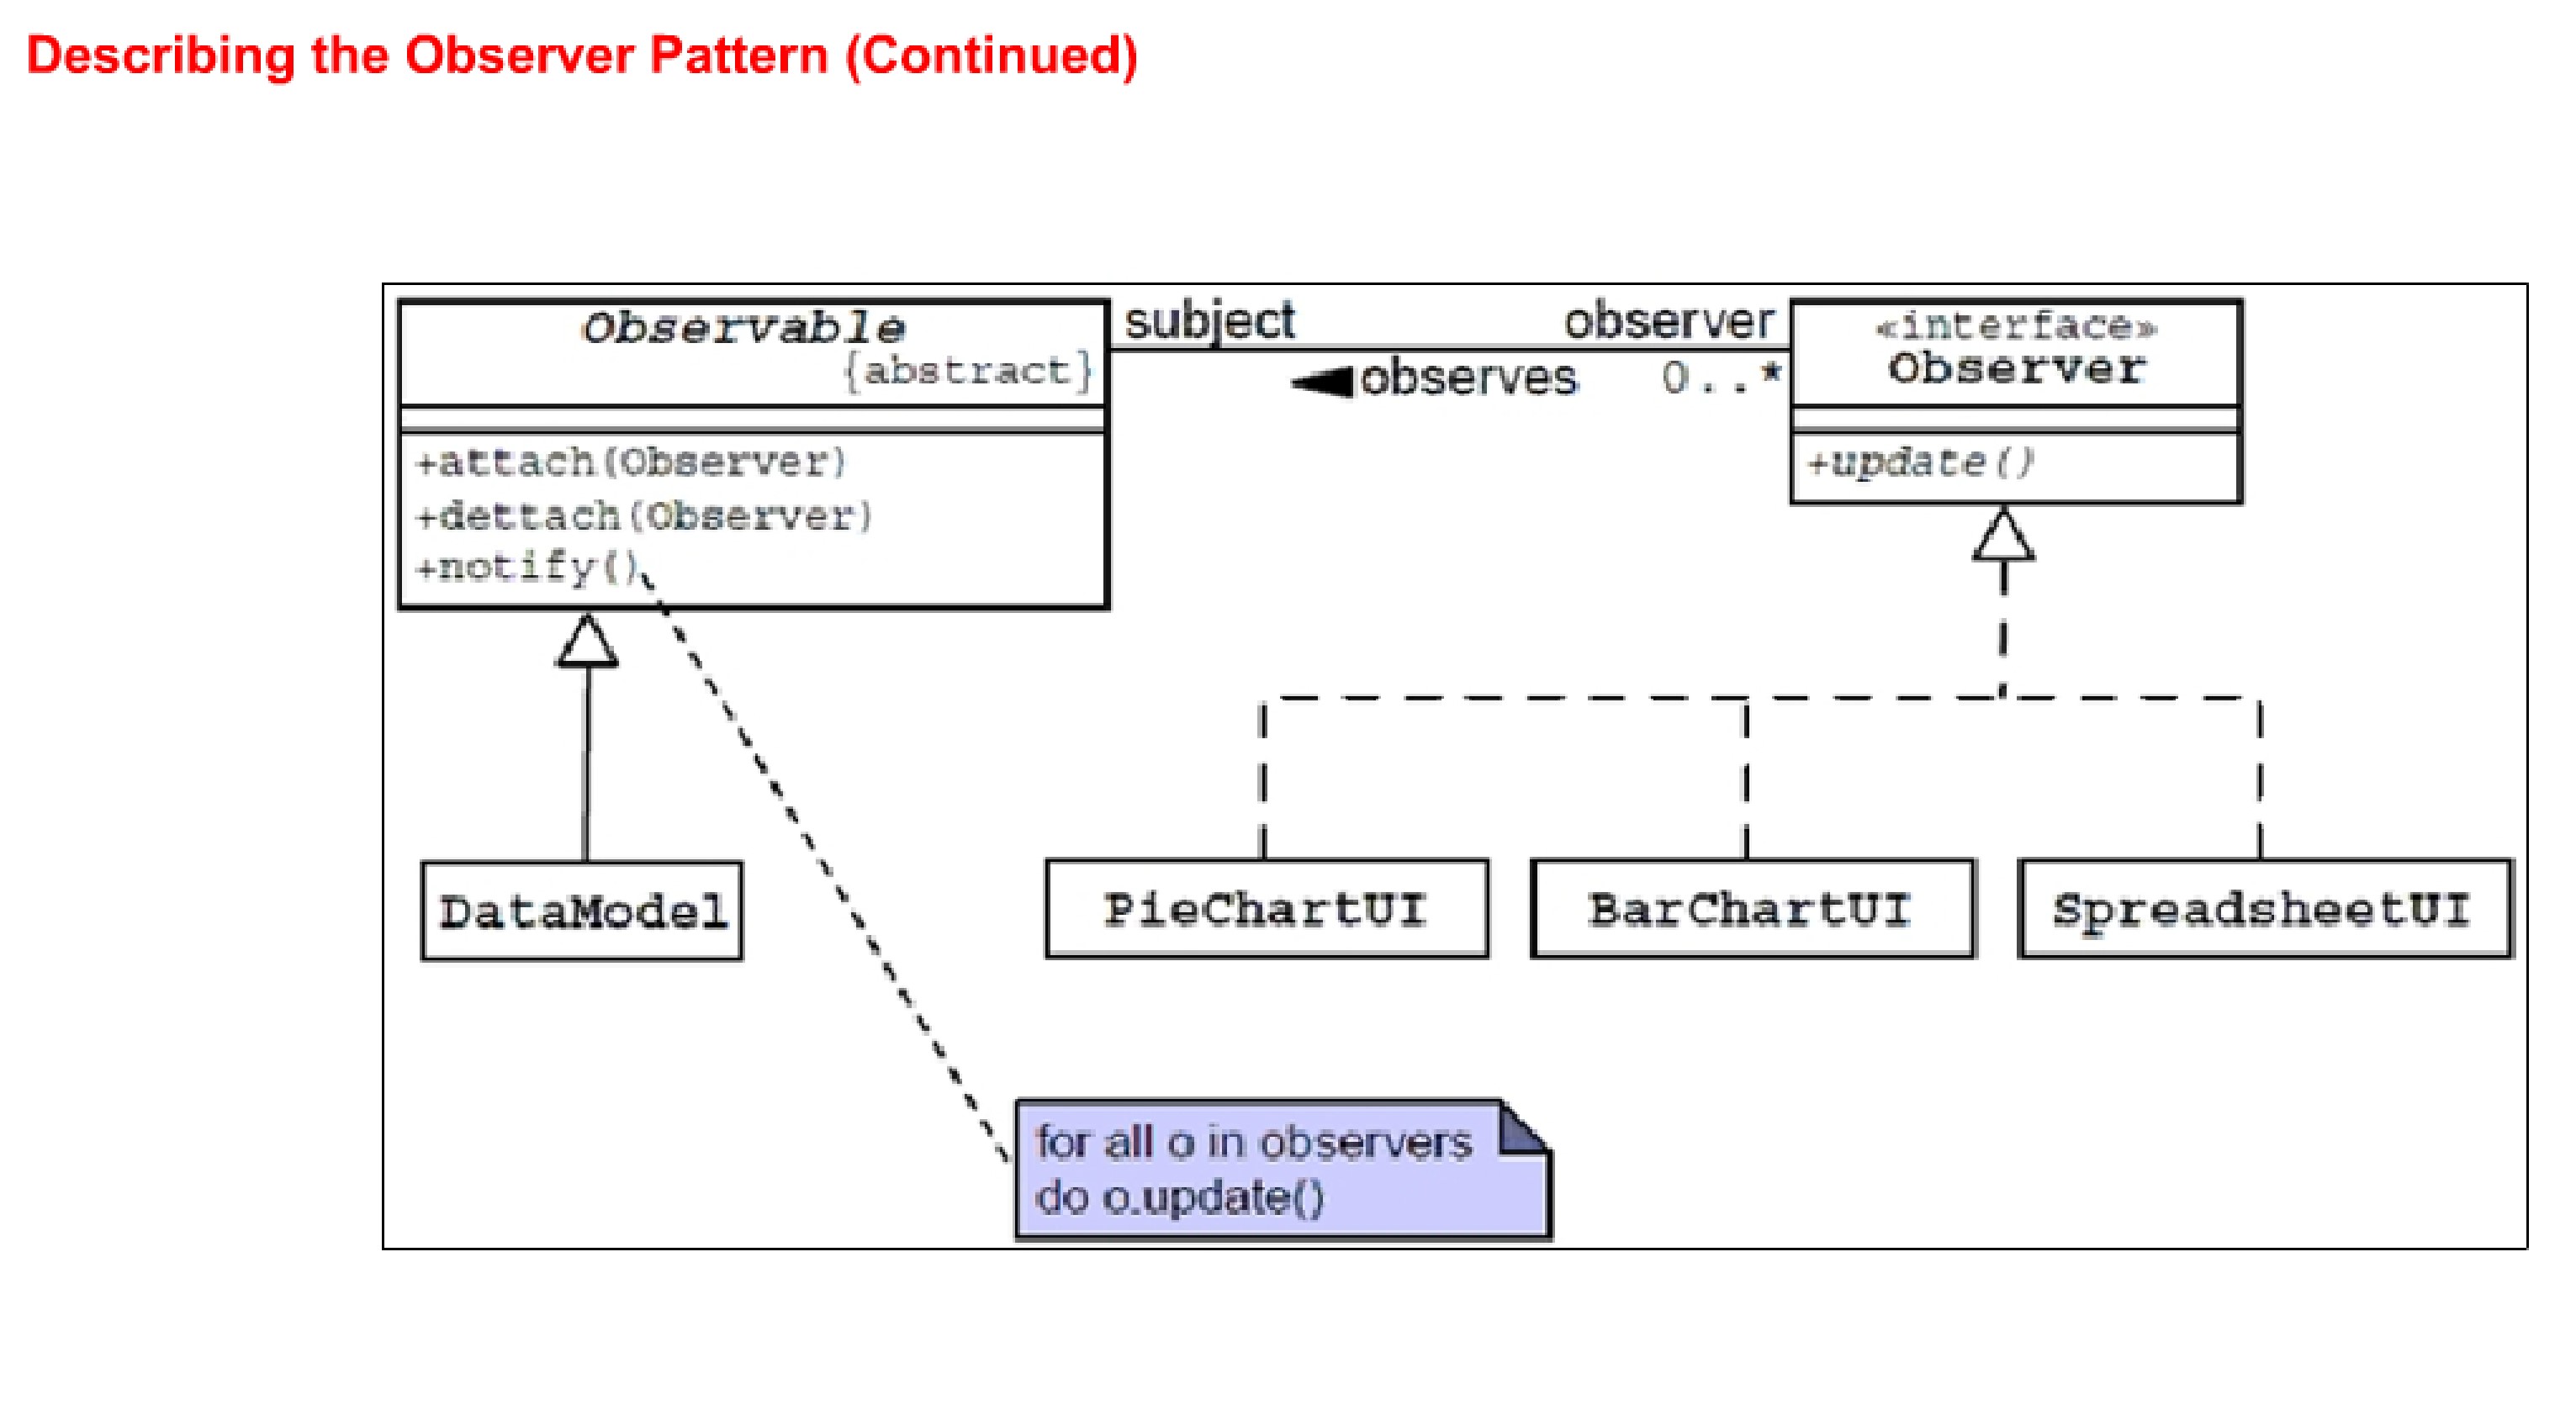 Describing the Observer Pattern (Continued)
Observable
{abstract}
+attach(Observer)
+dettach(Observer)
+notify()
subject
observer
observes
0..*
«interface»
Observer
+update()
DataModel
PieChartUI
BarChartUI
SpreadsheetUI
for all o in observers
do o.update()